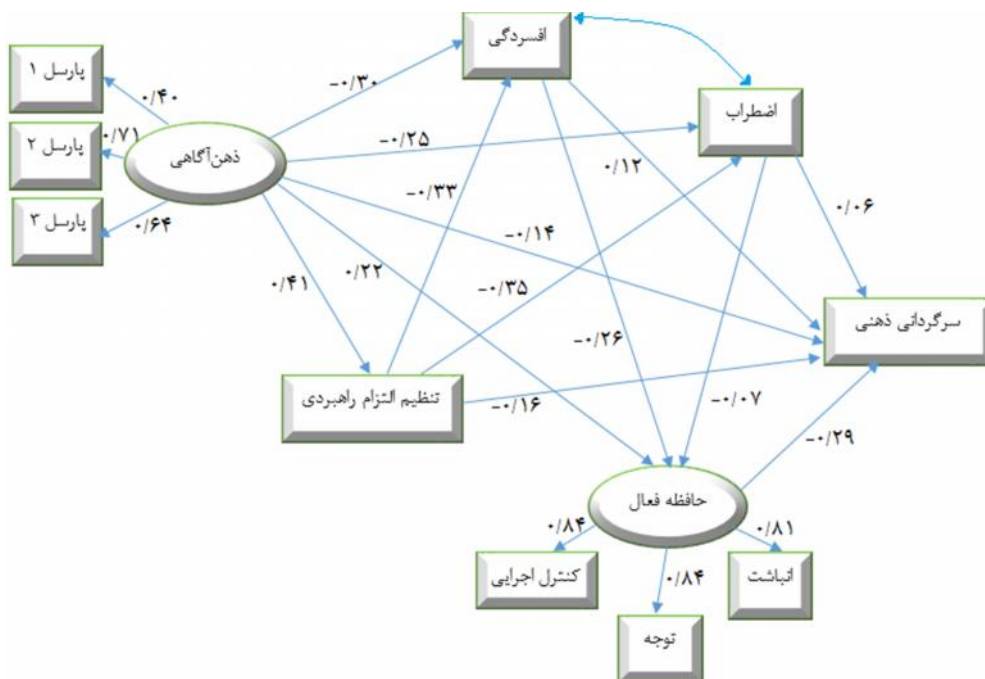 افسردگی
پارسل ۱
۰/۴۰
-۰/۳۰
اضطراب
پارسل ۲
۰/۷۱
ذهن‌آگاهی
-۰/۲۵
۰/۱۲
-۰/۳۳
پارسل ۳
۰/۶۴
۰/۰۶
-۰/۱۴
۰/۲۲
۰/۴۱
-۰/۳۵
سرگردانی ذهنی
-۰/۲۶
تنظیم التزام راهبردی
-۰/۱۶
-۰/۰۷
-۰/۲۹
حافظه فعال
۰/۸۴
۰/۸۱
کنترل اجرایی
۰/۸۴
انباشت
توجه